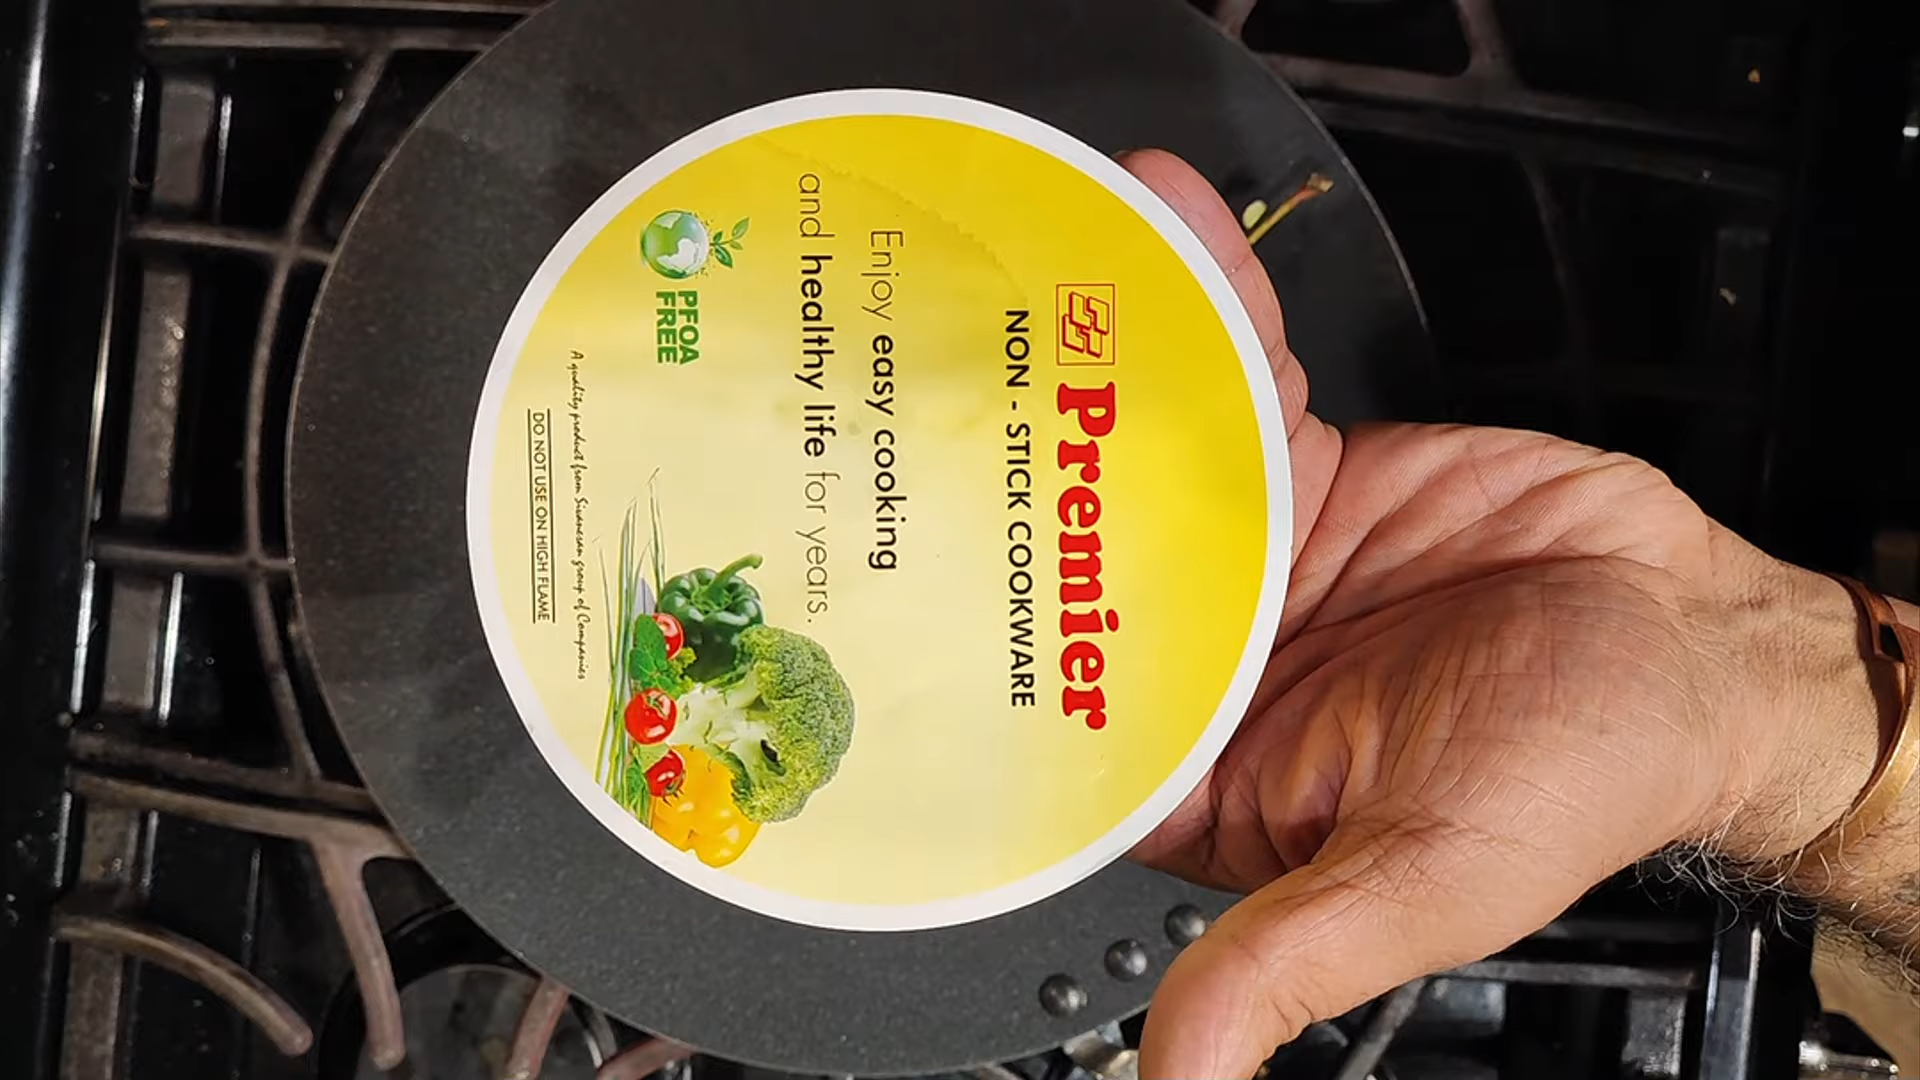 Premier
NON - STICK COOKWARE
Enjoy easy cooking
and healthy life for years.
PFOA
FREE
A quality product from Sivanesan group of Companies
DO NOT USE ON HIGH FLAME